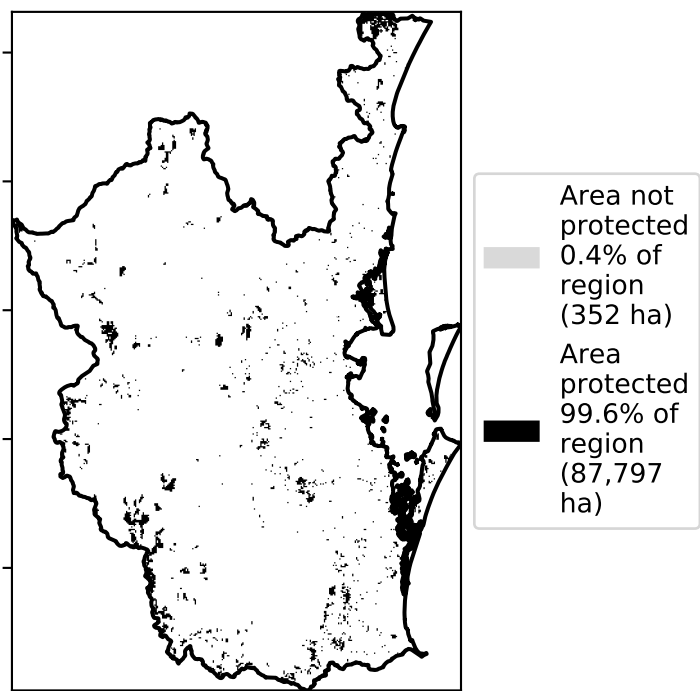 Area not
protected
0.4% of
region
(352 ha)
Area
protected
99.6% of
region
(87,797
ha)